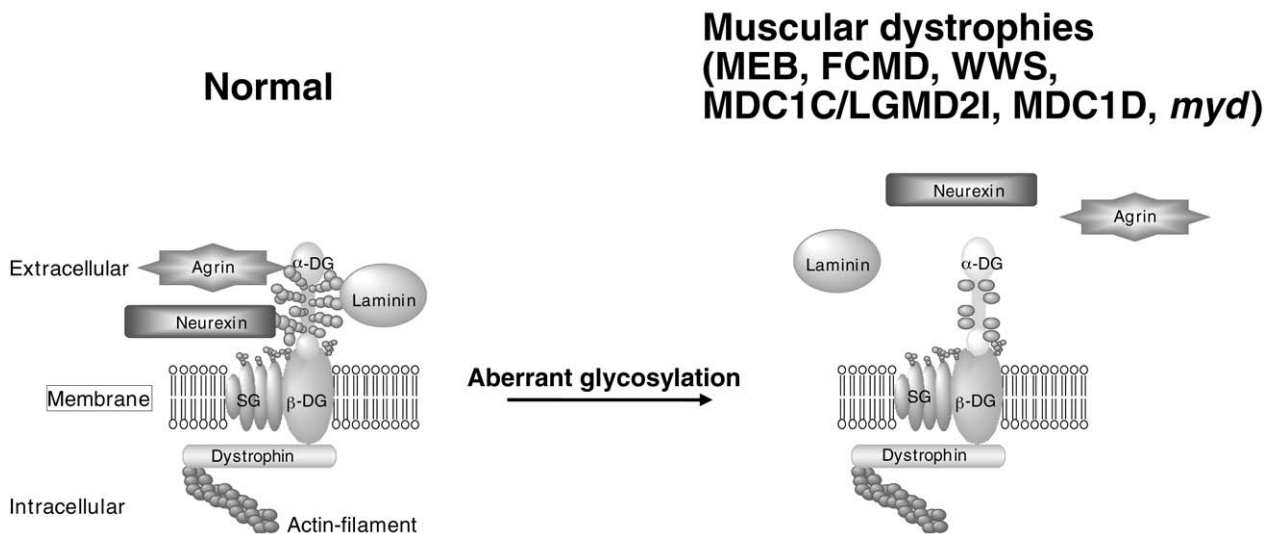 Normal
Muscular dystrophies
(MEB, FCMD, WWS,
MDC1C/LGMD2I, MDC1D, myd)
Extracellular
Agrin
α-DG
Laminin
Neurexin
Membrane
SG
β-DG
Dystrophin
Intracellular
Actin-filament
Aberrant glycosylation
Neurexin
Agrin
Laminin
α-DG
SG
β-DG
Dystrophin